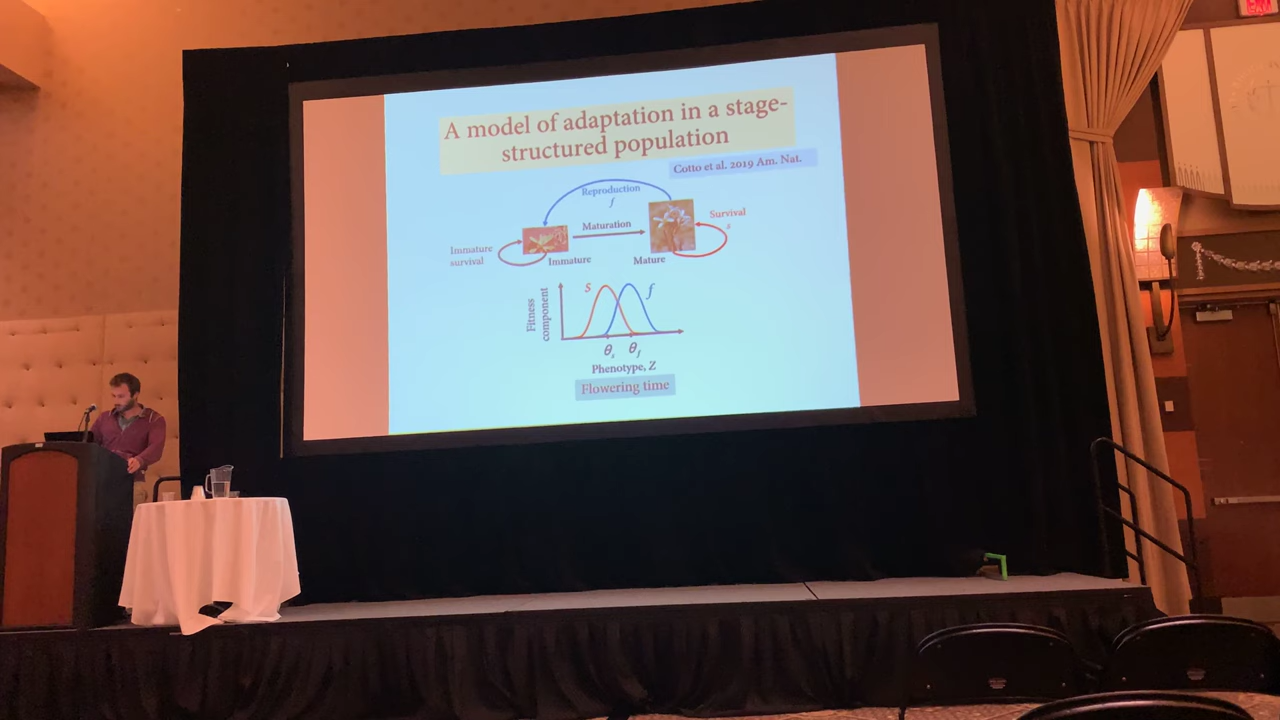 A model of adaptation in a stage-
structured population
Cotto et al. 2019 Am. Nat.
Reproduction
f
Maturation
Survival
s
Immature
survival
Immature
Mature
Fitness
component
s
f
θs
θf
Phenotype, Z
Flowering time